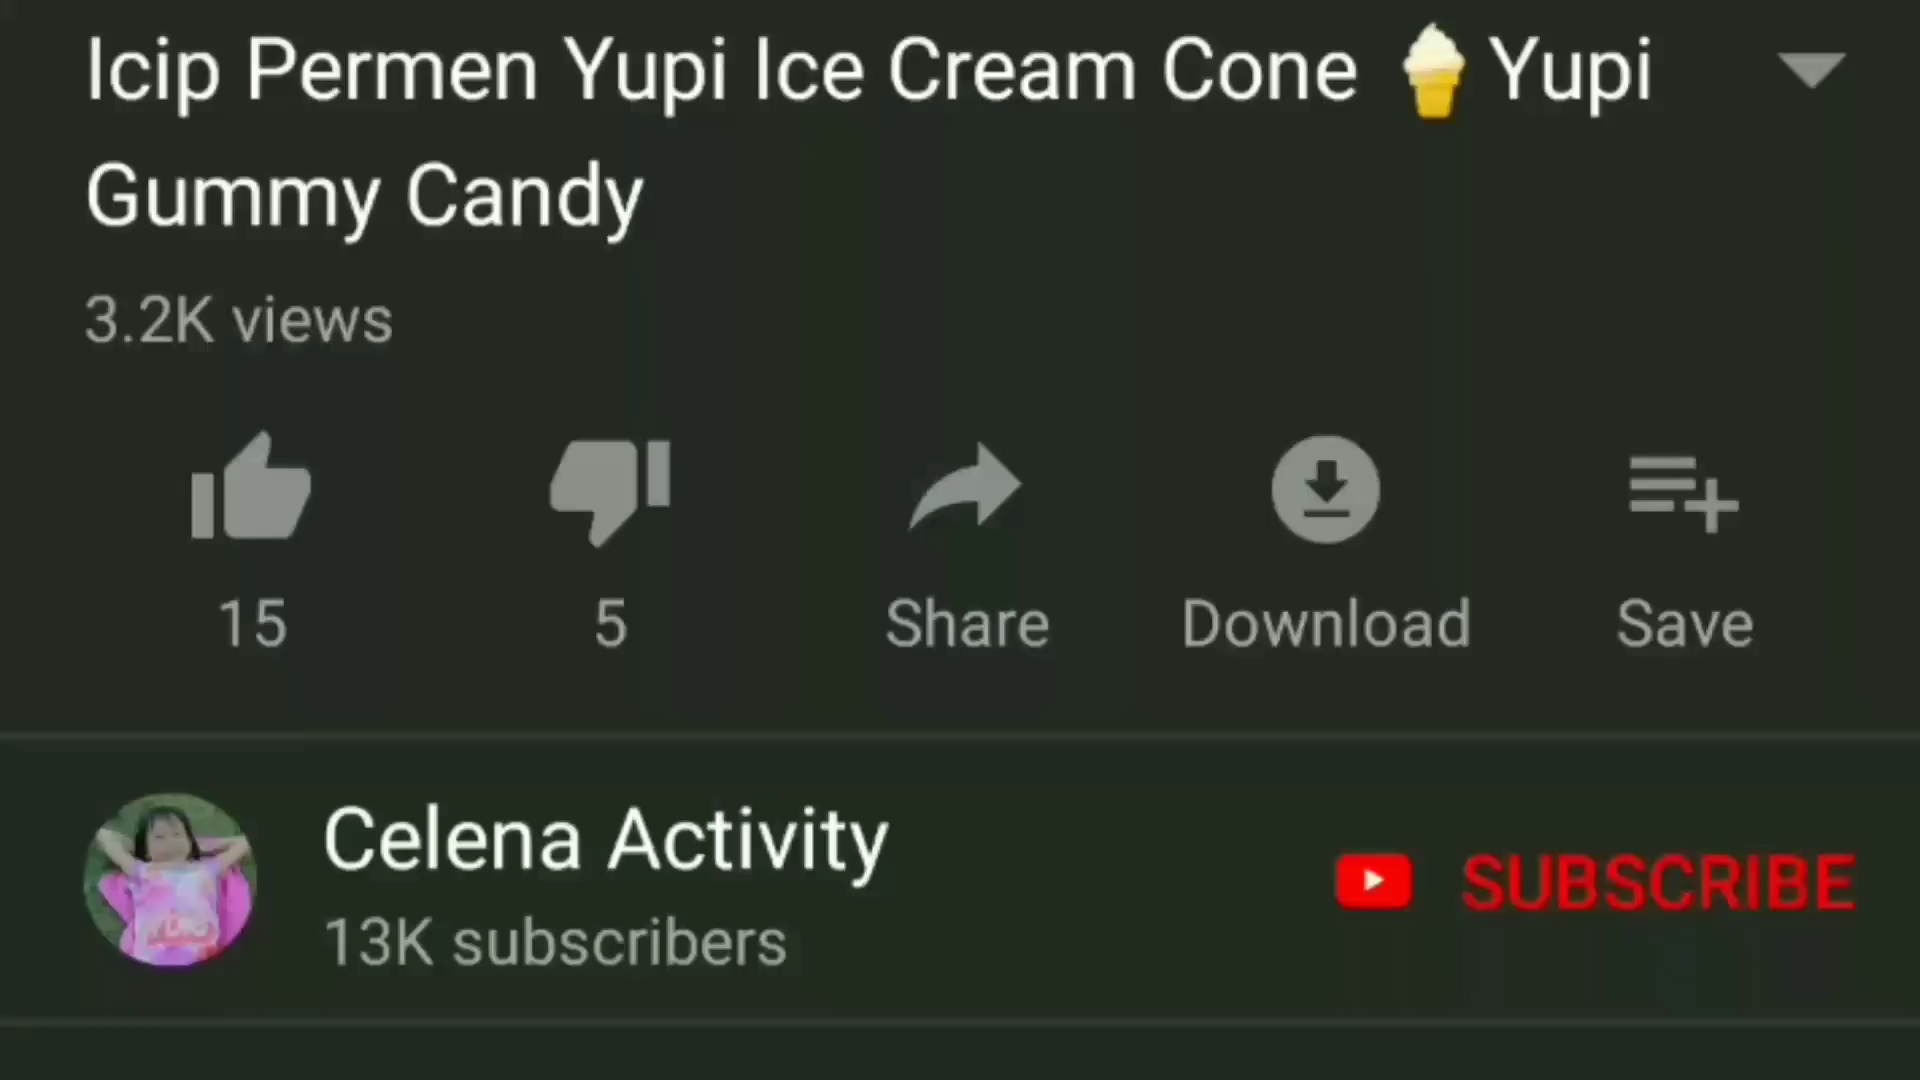 Icip Permen Yupi Ice Cream Cone 🍦 Yupi
Gummy Candy
3.2K views
15
5
Share
Download
Save
Celena Activity
13K subscribers
SUBSCRIBE